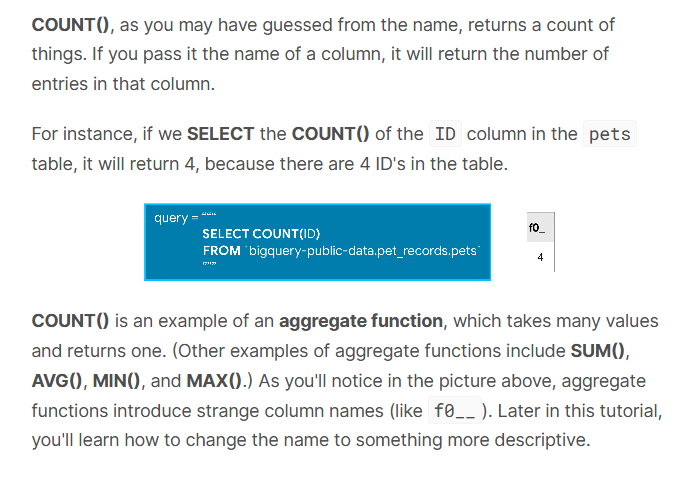 COUNT(), as you may have guessed from the name, returns a count of
things. If you pass it the name of a column, it will return the number of
entries in that column.
For instance, if we SELECT the COUNT() of the ID column in the pets
table, it will return 4, because there are 4 ID's in the table.
query = """
SELECT COUNT(ID)
FROM `bigquery-public-data.pet_records.pets`
"""
f0_
4
COUNT() is an example of an aggregate function, which takes many values
and returns one. (Other examples of aggregate functions include SUM(),
AVG(), MIN(), and MAX().) As you'll notice in the picture above, aggregate
functions introduce strange column names (like f0__ ). Later in this tutorial,
you'll learn how to change the name to something more descriptive.